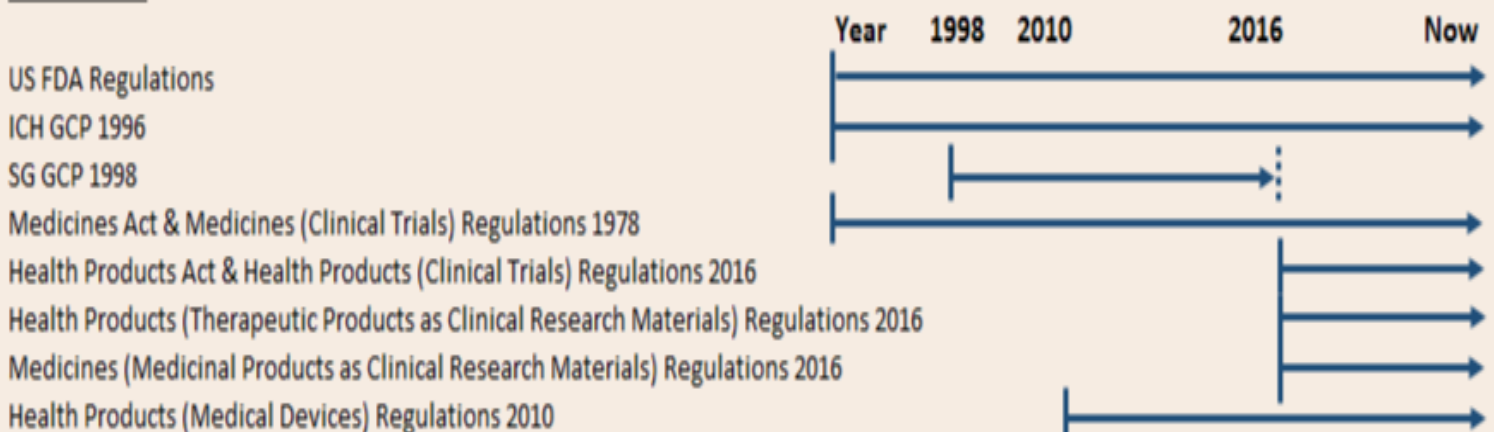 Year 1998 2010 2016 Now
US FDA Regulations
ICH GCP 1996
SG GCP 1998
Medicines Act & Medicines (Clinical Trials) Regulations 1978
Health Products Act & Health Products (Clinical Trials) Regulations 2016
Health Products (Therapeutic Products as Clinical Research Materials) Regulations 2016
Medicines (Medicinal Products as Clinical Research Materials) Regulations 2016
Health Products (Medical Devices) Regulations 2010